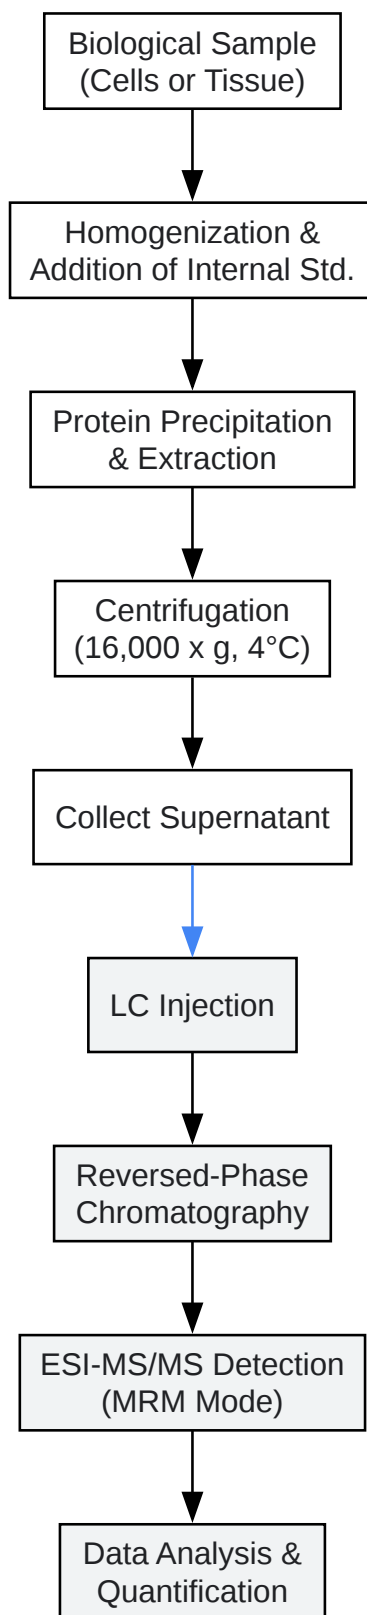 Biological Sample
(Cells or Tissue)
Homogenization &
Addition of Internal Std.
Protein Precipitation
& Extraction
Centrifugation
(16,000 x g, 4°C)
Collect Supernatant
LC Injection
Reversed-Phase
Chromatography
ESI-MS/MS Detection
(MRM Mode)
Data Analysis &
Quantification